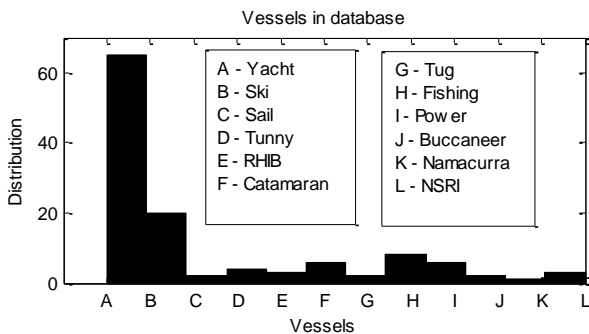 Vessels in database
Distribution
60
40
20
0
A - Yacht
B - Ski
C - Sail
D - Tunny
E - RHIB
F - Catamaran
G - Tug
H - Fishing
I - Power
J - Buccaneer
K - Namacurra
L - NSRI
A B C D E F G H I J K L
Vessels